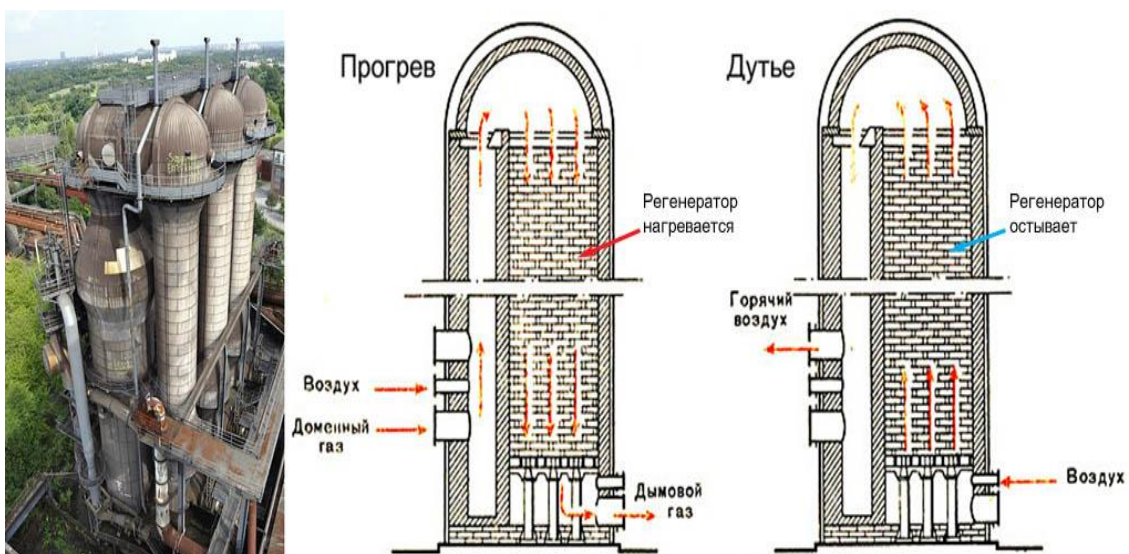 Прогрев
Регенератор
нагревается
Воздух
Доменный
газ
Дымовой
газ
Дутье
Регенератор
остывает
Горячий
воздух
Воздух